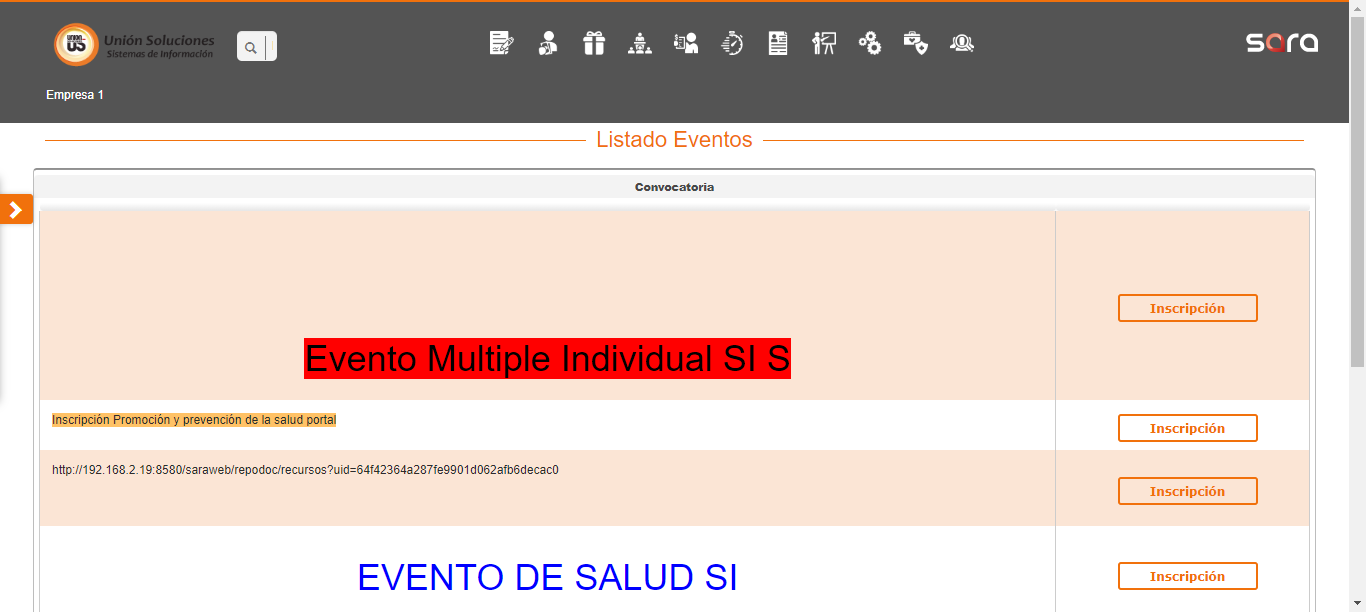 UNION
Unión Soluciones
Sistemas de Información
sara
Empresa 1
Listado Eventos
Convocatoria
Evento Multiple Individual SI S
Inscripción
Inscripción Promoción y prevención de la salud portal
Inscripción
http://192.168.2.19:8580/saraweb/repodoc/recursos?uid=64f42364a287fe9901d062afb6decac0
Inscripción
EVENTO DE SALUD SI
Inscripción